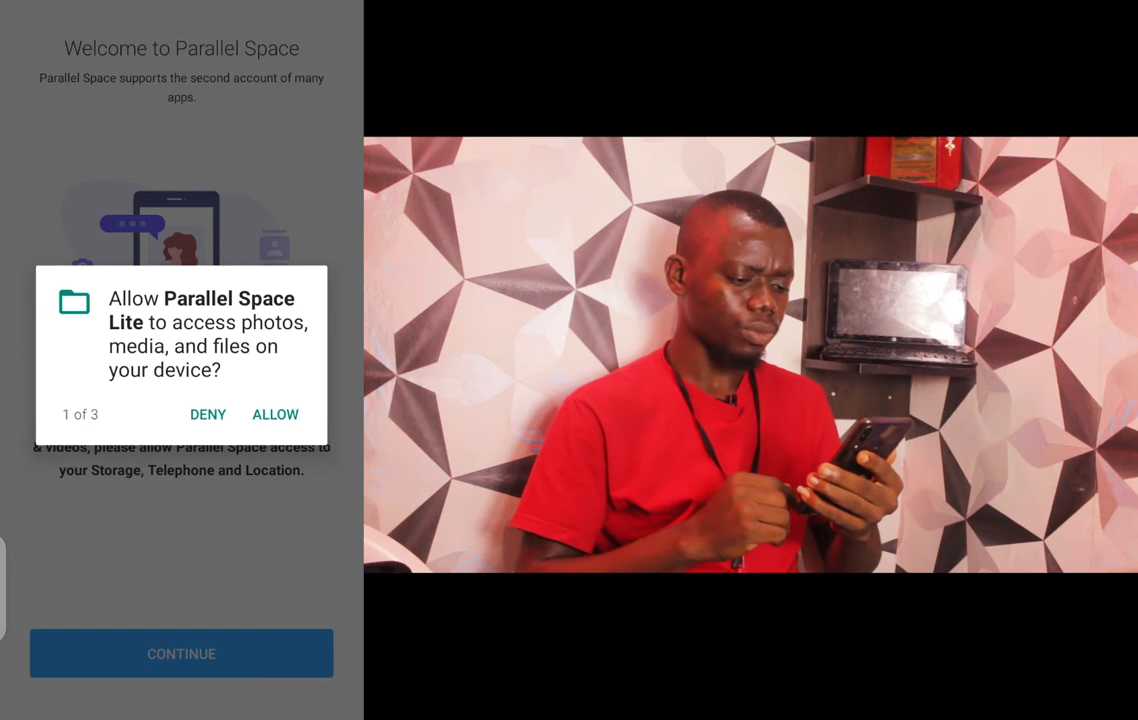 Welcome to Parallel Space
Parallel Space supports the second account of many
apps.
Allow Parallel Space
Lite to access photos,
media, and files on
your device?
1 of 3
DENY
ALLOW
& videos, please allow Parallel Space access to
your Storage, Telephone and Location.
CONTINUE